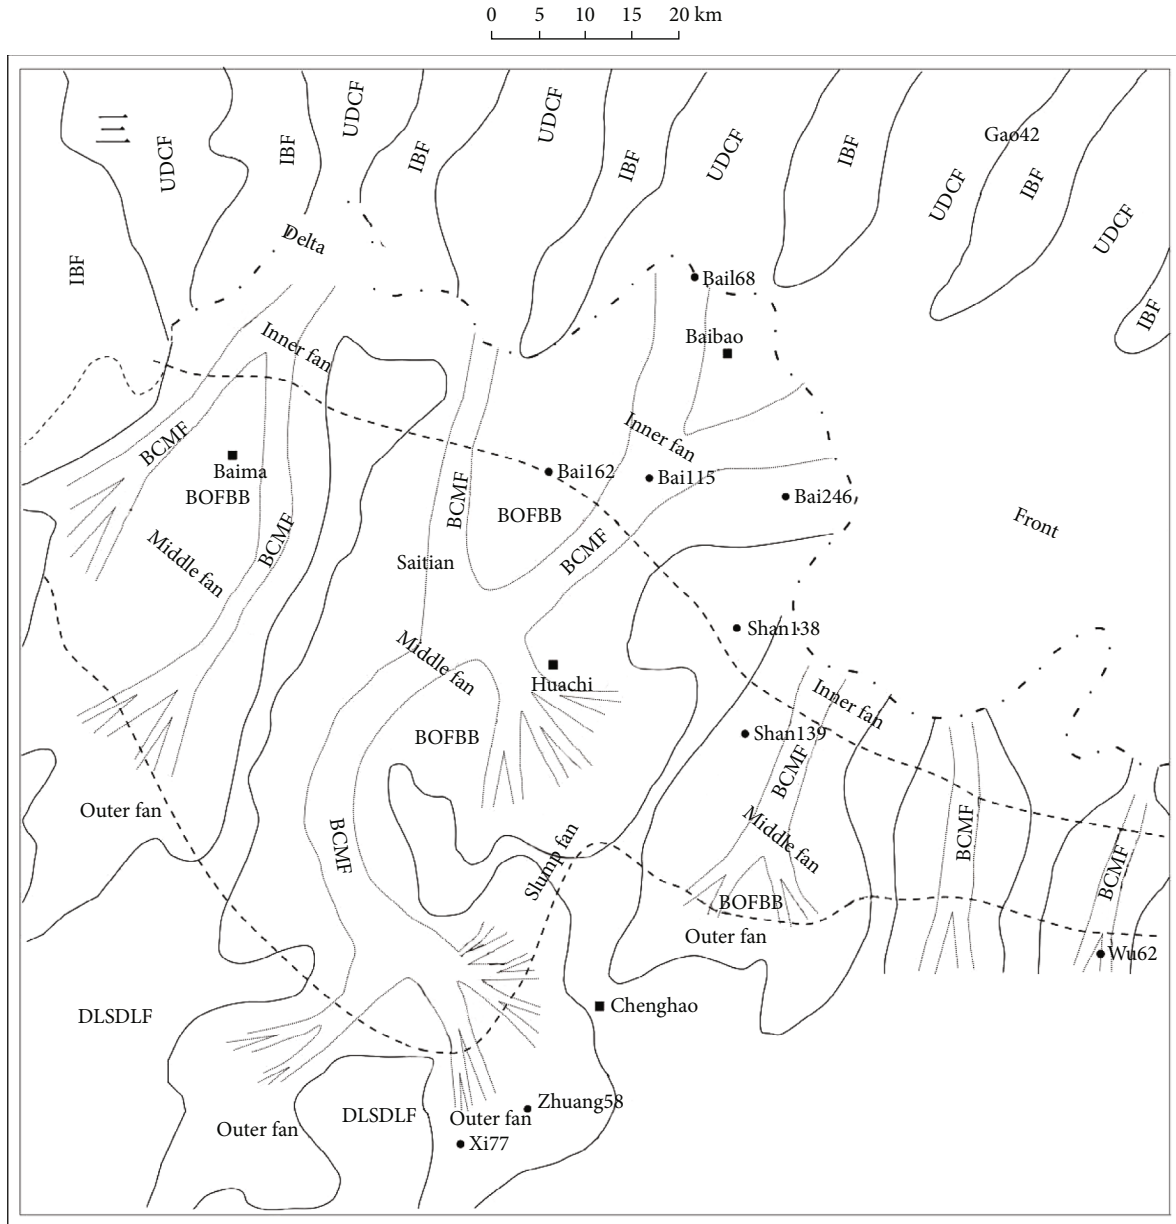 0 5 10 15 20 km
UDCF
UDCF
UDCF
IBF
IBF
IBF
UDCF
IBF
Gao42
UDCF
IBF
UDCF
IBF
IBF
Delta
Bail68
Inner fan
Baibao
Inner fan
BCMF
Baima
BOFBB
Bai162
Bai115
Bai246
BCMF
BOFBB
Front
BCMF
BCMF
Middle fan
Saitian
Shan138
Middle fan
Huachi
Inner fan
BOFBB
Shan139
BCMF
Outer fan
BCMF
Slump fan
Middle fan
BCMF
BCMF
BOFBB
Outer fan
Wu62
Chenghao
DLSDLF
Zhuang58
DLSDLF
Outer fan
Outer fan
Xi77